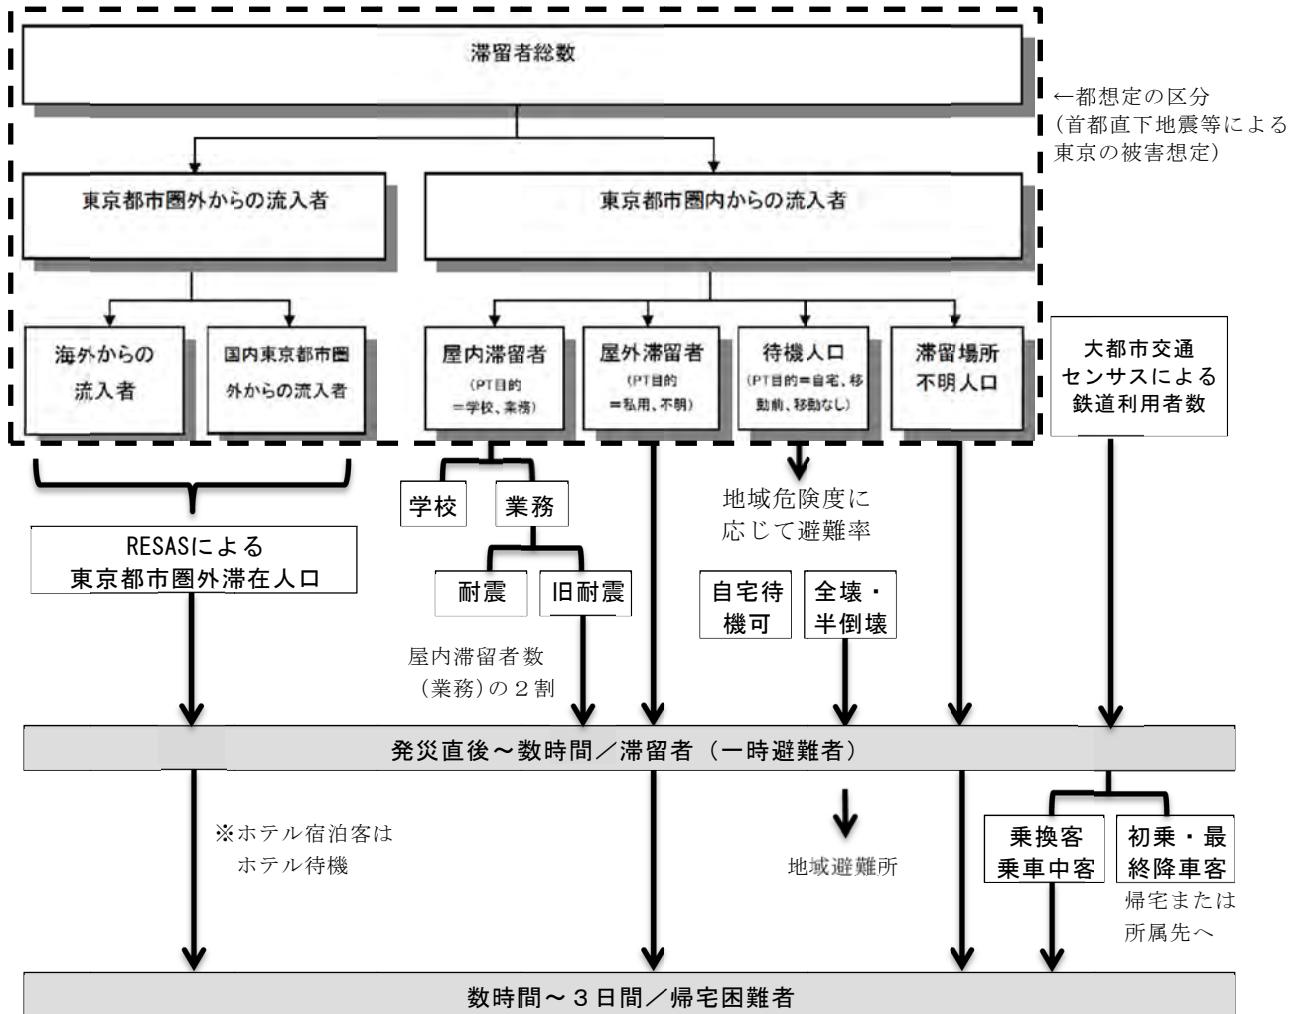 滞留者総数
←都想定の区分
(首都直下地震等による
東京の被害想定)
東京都市圏外からの流入者
東京都市圏内からの流入者
海外からの
流入者
国内東京都市圏
外からの流入者
屋内滞留者
(PT目的
=学校、業務)
屋外滞留者
(PT目的
=私用、不明)
待機人口
(PT目的=自宅、移
動前、移動なし)
滞留場所
不明人口
大都市交通
センサスによる
鉄道利用者数
学校
業務
地域危険度に
応じて避難率
RESASによる
東京都市圏外滞在人口
耐震
旧耐震
自宅待
機可
全壊・
半倒壊
屋内滞留者数
(業務)の２割
発災直後～数時間／滞留者（一時避難者）
※ホテル宿泊客は
ホテル待機
地域避難所
乗換客
乗車中客
初乗・最
終降車客
帰宅または
所属先へ
数時間～３日間／帰宅困難者